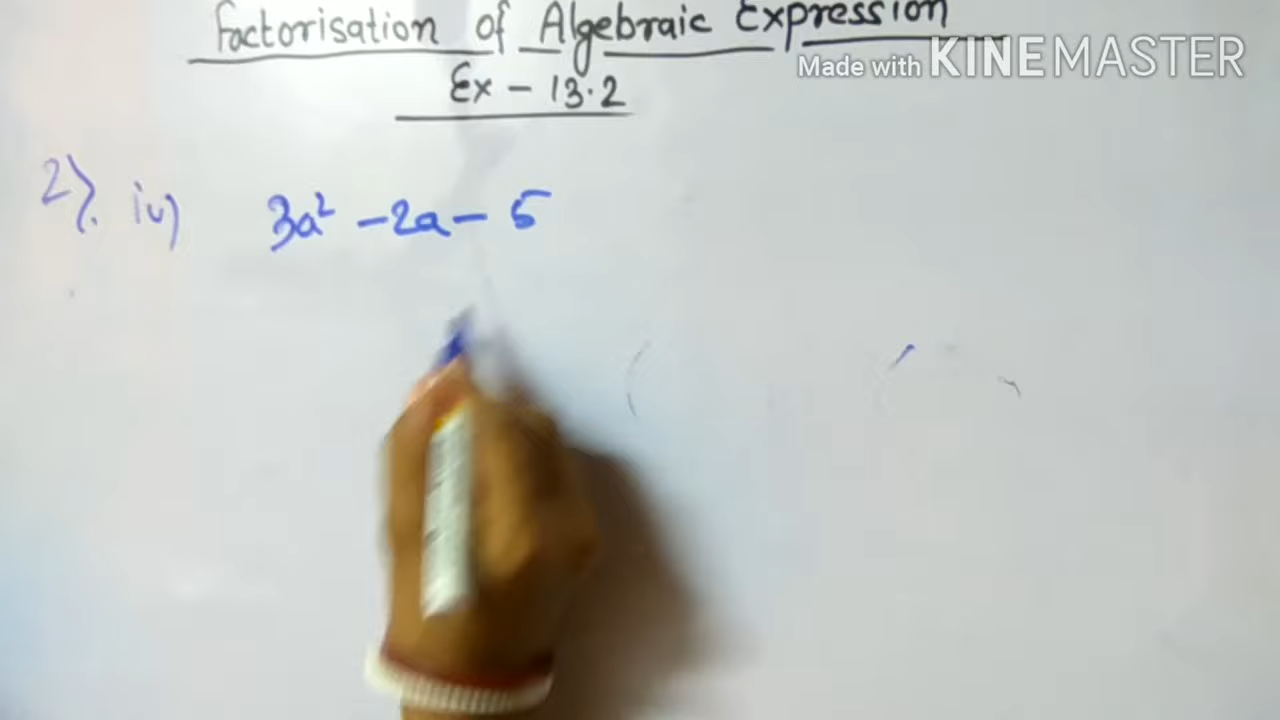 Factorisation of Algebraic Expression
Made with KINEMASTER
Ex - 13.2
2). iv) 3a² - 2a - 5